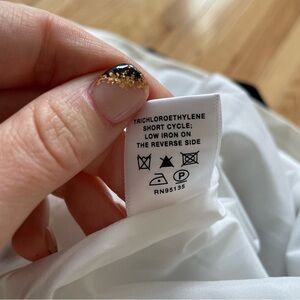 TRICHLOROETHYLENE
SHORT CYCLE;
LOW IRON ON
THE REVERSE SIDE
P
RN95135